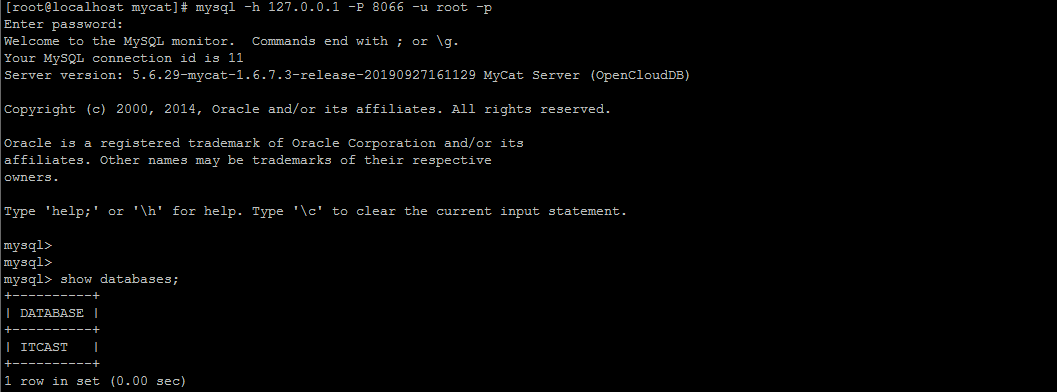 [root@localhost mycat]# mysql -h 127.0.0.1 -P 8066 -u root -p
Enter password:
Welcome to the MySQL monitor.  Commands end with ; or \g.
Your MySQL connection id is 11
Server version: 5.6.29-mycat-1.6.7.3-release-20190927161129 MyCat Server (OpenCloudDB)
Copyright (c) 2000, 2014, Oracle and/or its affiliates. All rights reserved.
Oracle is a registered trademark of Oracle Corporation and/or its
affiliates. Other names may be trademarks of their respective
owners.
Type 'help;' or '\h' for help. Type '\c' to clear the current input statement.
mysql>
mysql>
mysql> show databases;
+----------+
| DATABASE |
+----------+
| ITCAST   |
+----------+
1 row in set (0.00 sec)